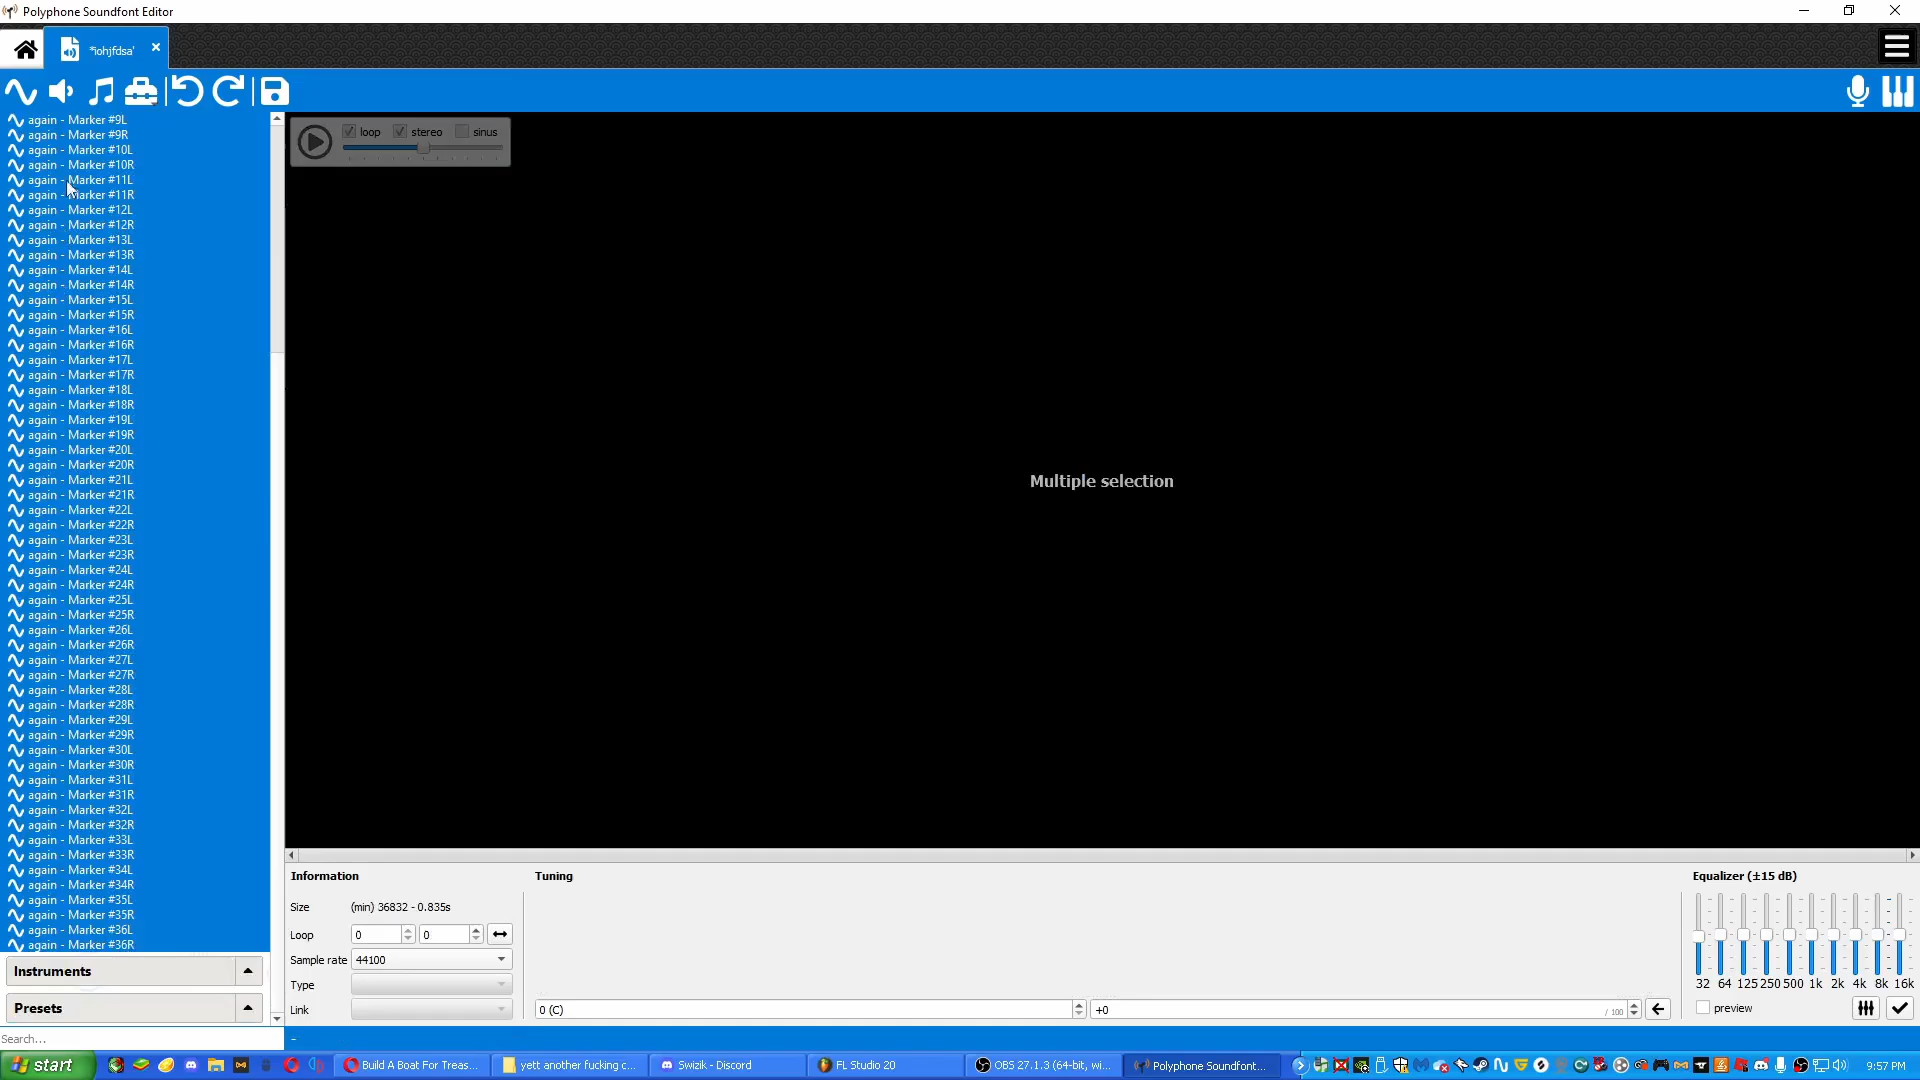 Polyphone Soundfont Editor
*iohjfdsa'
again - Marker #9L
again - Marker #9R
again - Marker #10L
again - Marker #10R
again - Marker #11L
again - Marker #11R
again - Marker #12L
again - Marker #12R
again - Marker #13L
again - Marker #13R
again - Marker #14L
again - Marker #14R
again - Marker #15L
again - Marker #15R
again - Marker #16L
again - Marker #16R
again - Marker #17L
again - Marker #17R
again - Marker #18L
again - Marker #18R
again - Marker #19L
again - Marker #19R
again - Marker #20L
again - Marker #20R
again - Marker #21L
again - Marker #21R
again - Marker #22L
again - Marker #22R
again - Marker #23L
again - Marker #23R
again - Marker #24L
again - Marker #24R
again - Marker #25L
again - Marker #25R
again - Marker #26L
again - Marker #26R
again - Marker #27L
again - Marker #27R
again - Marker #28L
again - Marker #28R
again - Marker #29L
again - Marker #29R
again - Marker #30L
again - Marker #30R
again - Marker #31L
again - Marker #31R
again - Marker #32L
again - Marker #32R
again - Marker #33L
again - Marker #33R
again - Marker #34L
again - Marker #34R
again - Marker #35L
again - Marker #35R
again - Marker #36L
again - Marker #36R
Instruments
Presets
Search...
loop stereo sinus
Multiple selection
Information
Size (min) 36832 - 0.835s
Loop 0 0
Sample rate 44100
Type
Link
Tuning
0 (C) +0 / 100
Equalizer (±15 dB)
32 64 125 250 500 1k 2k 4k 8k 16k
preview
-
start
Build A Boat For Treas...
yett another fucking c...
Swizik - Discord
FL Studio 20
OBS 27.1.3 (64-bit, wi...
Polyphone Soundfont...
9:57 PM